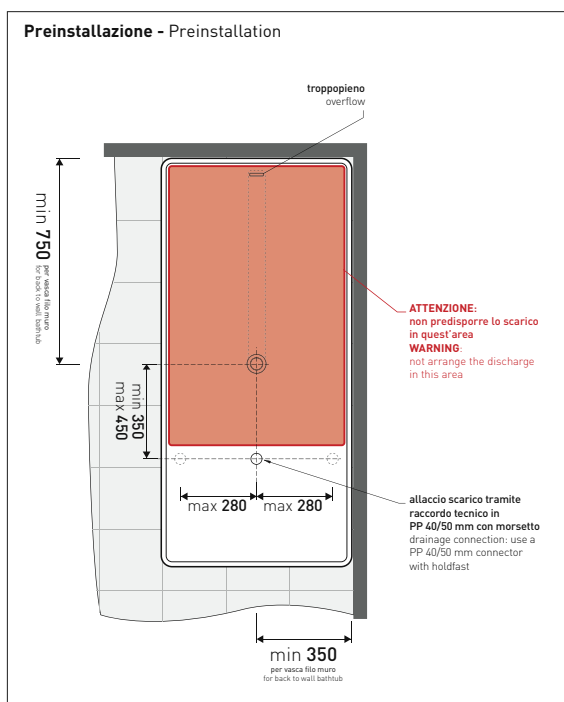 Preinstallazione - Preinstallation
troppopieno
overflow
min 750
per vasca filo muro
for back to wall bathtub
ATTENZIONE:
non predisporre lo scarico
in quest'area
WARNING:
not arrange the discharge
in this area
min 350
max 450
max 280
max 280
allaccio scarico tramite
raccordo tecnico in
PP 40/50 mm con morsetto
drainage connection: use a
PP 40/50 mm connector
with holdfast
min 350
per vasca filo muro
for back to wall bathtub